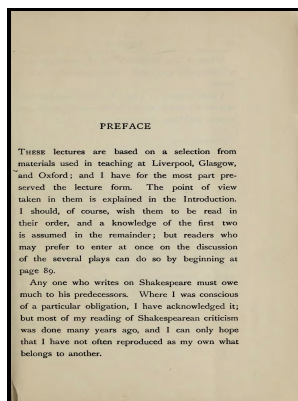 PREFACE
THESE lectures are based on a selection from
materials used in teaching at Liverpool, Glasgow,
and Oxford; and I have for the most part pre-
served the lecture form. The point of view
taken in them is explained in the Introduction.
I should, of course, wish them to be read in
their order, and a knowledge of the first two
is assumed in the remainder; but readers who
may prefer to enter at once on the discussion
of the several plays can do so by beginning at
page 89.
Any one who writes on Shakespeare must owe
much to his predecessors. Where I was conscious
of a particular obligation, I have acknowledged it;
but most of my reading of Shakespearean criticism
was done many years ago, and I can only hope
that I have not often reproduced as my own what
belongs to another.